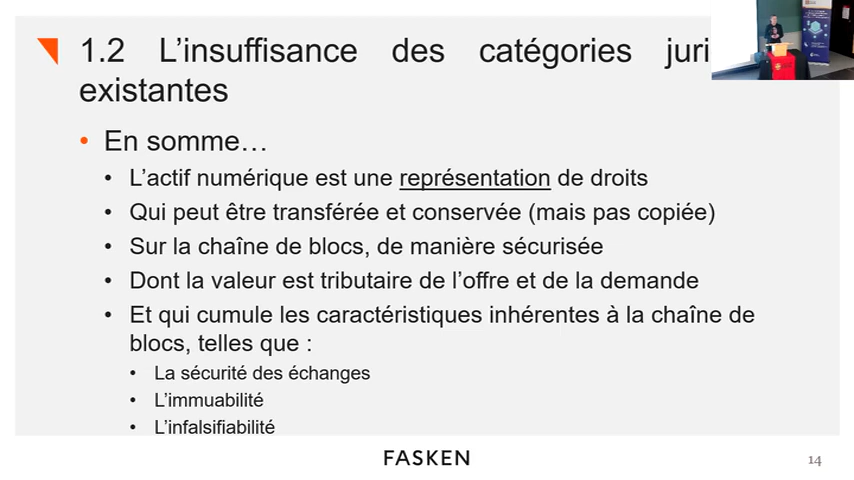 1.2 L’insuffisance des catégories juri
existantes
• En somme…
• L’actif numérique est une représentation de droits
• Qui peut être transférée et conservée (mais pas copiée)
• Sur la chaîne de blocs, de manière sécurisée
• Dont la valeur est tributaire de l’offre et de la demande
• Et qui cumule les caractéristiques inhérentes à la chaîne de
blocs, telles que :
• La sécurité des échanges
• L’immuabilité
• L’infalsifiabilité
FASKEN
14